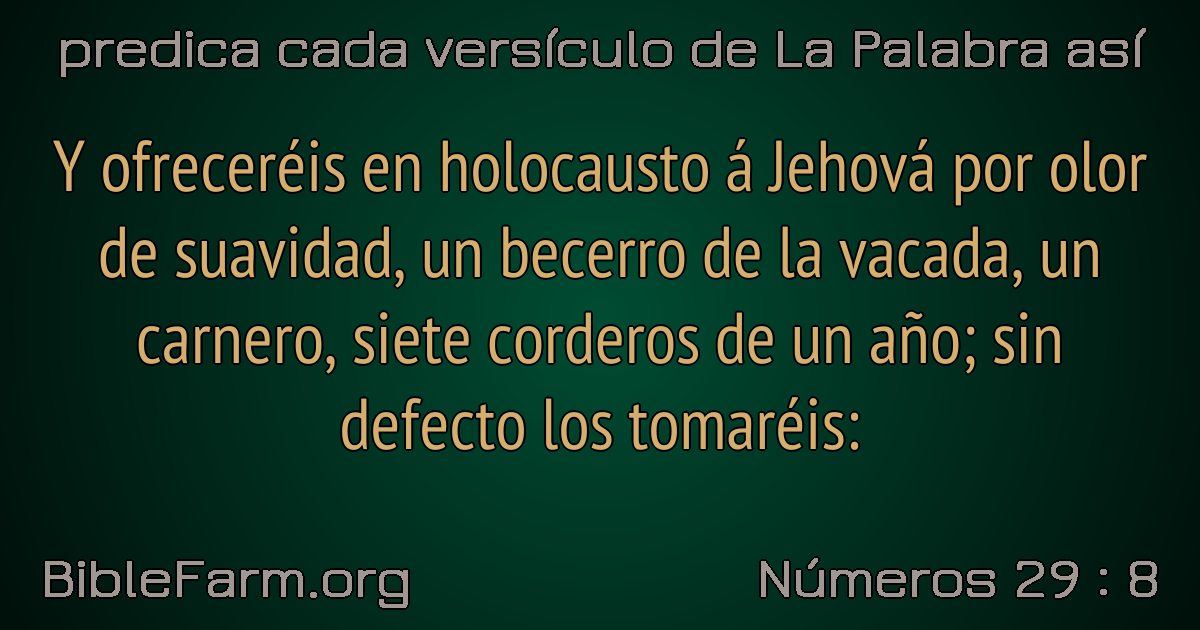 predica cada versículo de La Palabra así
Y ofreceréis en holocausto á Jehová por olor
de suavidad, un becerro de la vacada, un
carnero, siete corderos de un año; sin
defecto los tomaréis:
BibleFarm.org
Números 29 : 8